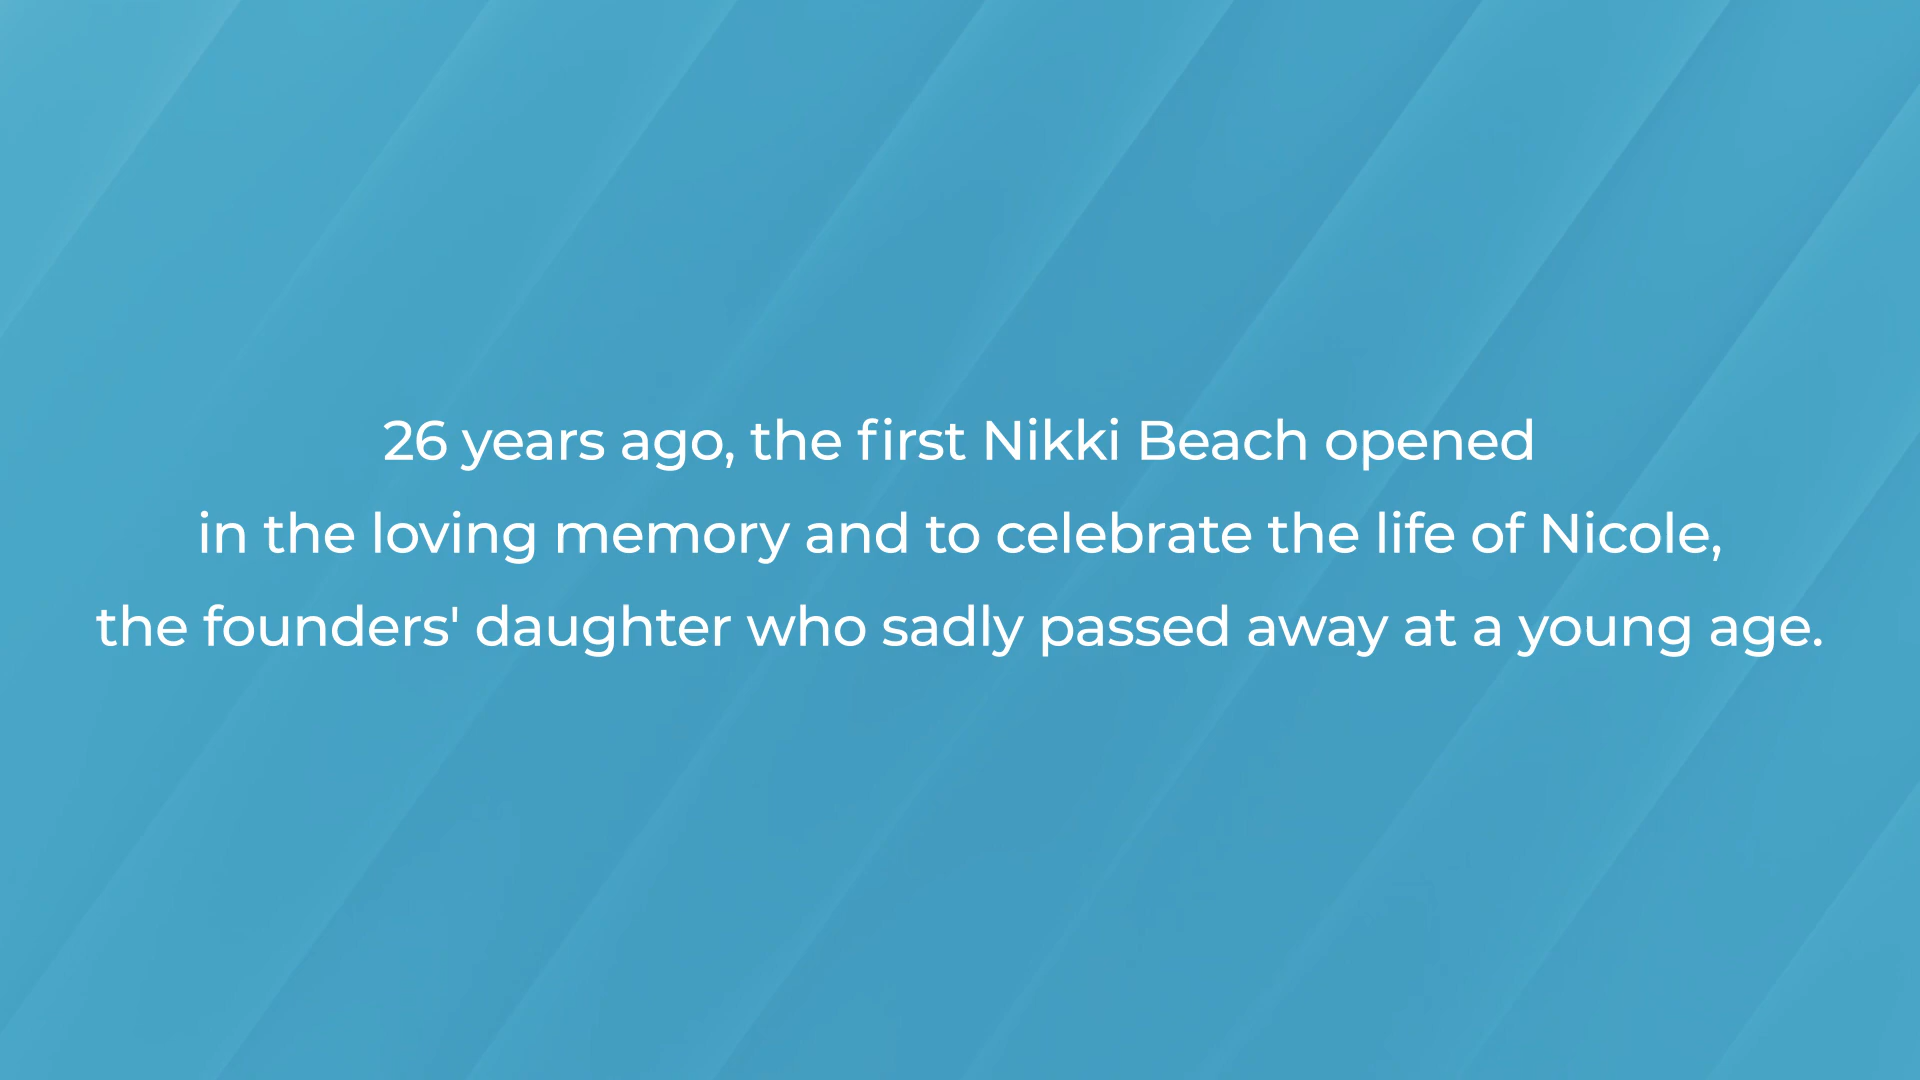 26 years ago, the first Nikki Beach opened
in the loving memory and to celebrate the life of Nicole,
the founders' daughter who sadly passed away at a young age.